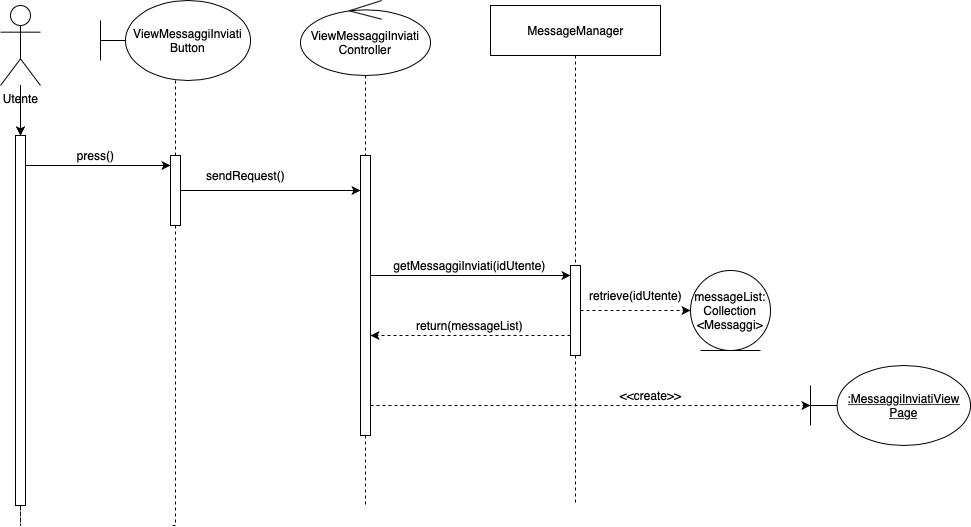 ViewMessaggiInviati
Button
ViewMessaggiInviati
Controller
MessageManager
Utente
press()
sendRequest()
getMessaggiInviati(idUtente)
retrieve(idUtente)
messageList:
Collection
<Messaggi>
return(messageList)
<<create>>
:MessaggiInviatiView
Page